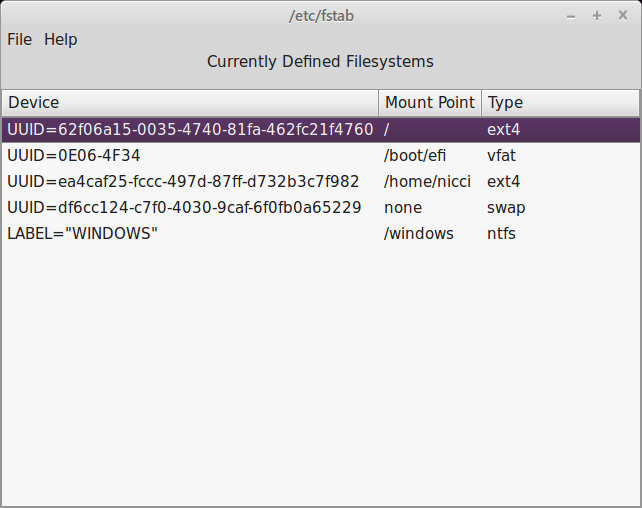 /etc/fstab
File Help
Currently Defined Filesystems
Device Mount Point Type
UUID=62f06a15-0035-4740-81fa-462fc21f4760 / ext4
UUID=0E06-4F34 /boot/efi vfat
UUID=ea4caf25-fccc-497d-87ff-d732b3c7f982 /home/nicci ext4
UUID=df6cc124-c7f0-4030-9caf-6f0fb0a65229 none swap
LABEL="WINDOWS" /windows ntfs